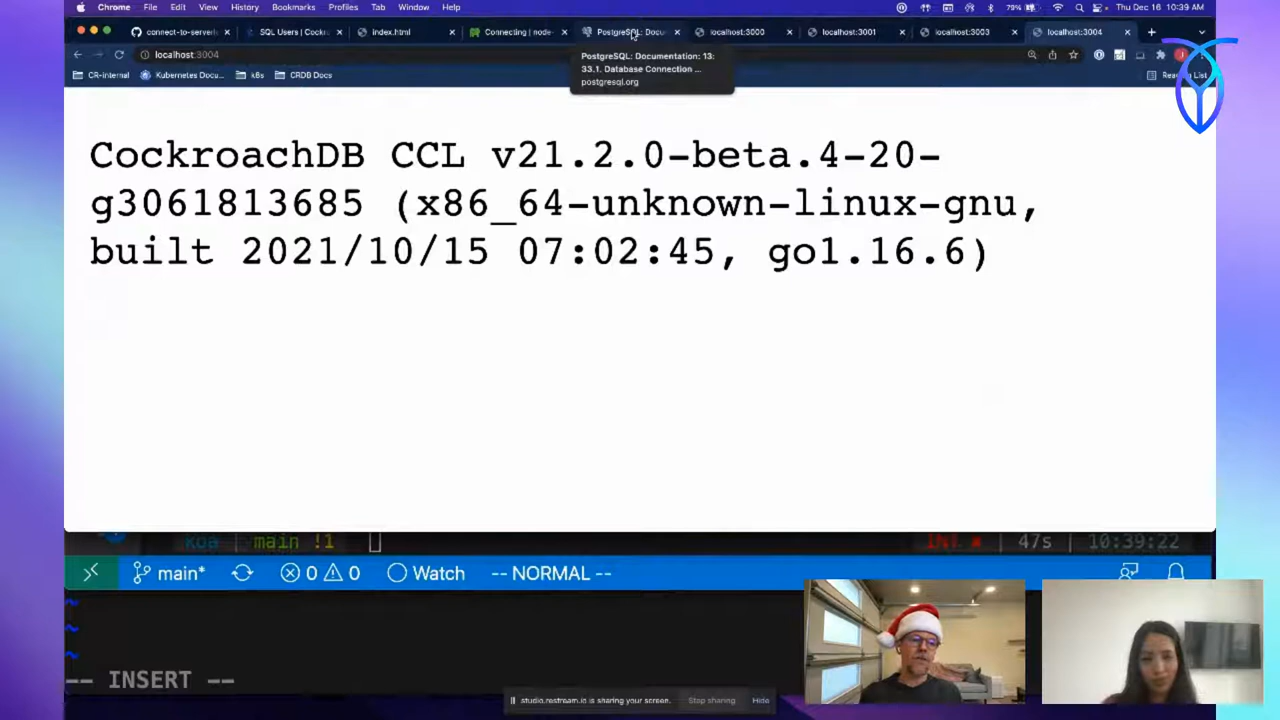 Chrome File Edit View History Bookmarks Profiles Tab Window Help 79% Thu Dec 16 10:39 AM
connect-to-server SQL Users | Cockr index.html Connecting | node- PostgreSQL: Docu localhost:3000 localhost:3001 localhost:3003 localhost:3004
localhost:3004
CR-internal Kubernetes Docu... k8s CRDB Docs
PostgreSQL: Documentation: 13:
33.1. Database Connection ...
postgresql.org
CockroachDB CCL v21.2.0-beta.4-20-
g3061813685 (x86_64-unknown-linux-gnu,
built 2021/10/15 07:02:45, go1.16.6)
koa main !1 47s 10:39:22
main* 0 0 Watch -- NORMAL --
~
~
~
-- INSERT --
studio.restream.io is sharing your screen. Stop sharing Hide